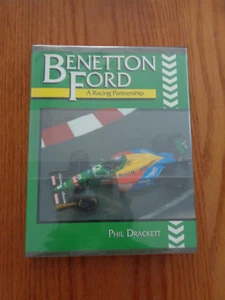 BENETTON
FORD
A Racing Partnership
PHIL DRACKETT